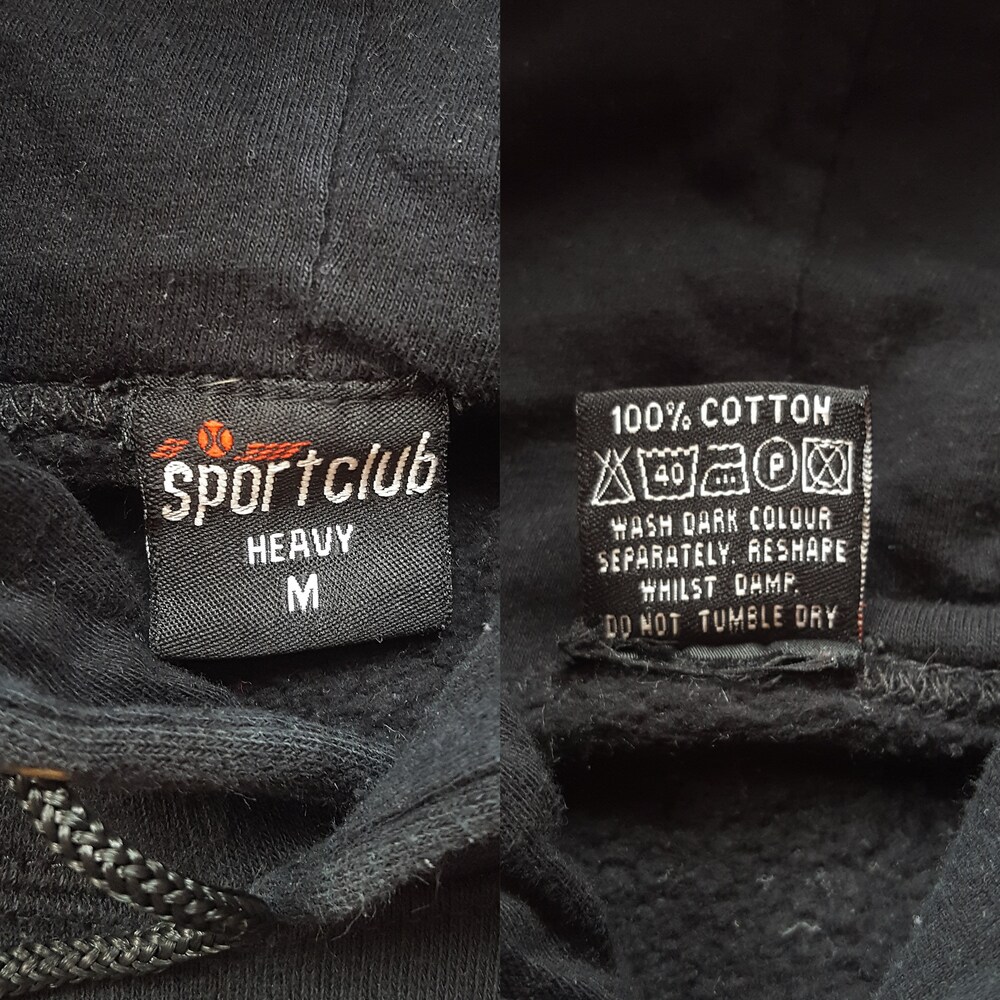 sportclub
HEAVY
M
100% COTTON
40 P
WASH DARK COLOUR
SEPARATELY. RESHAPE
WHILST DAMP.
DO NOT TUMBLE DRY